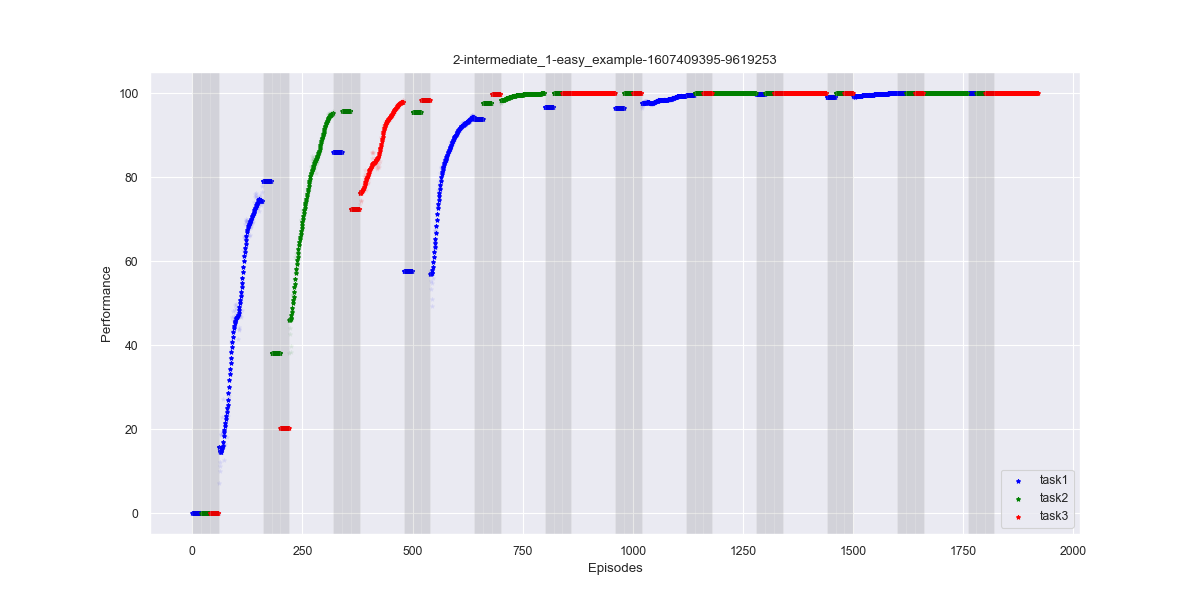 2-intermediate_1-easy_example-1607409395-9619253
100
80
60
40
20
0
Performance
0 250 500 750 1000 1250 1500 1750 2000
Episodes
task1
task2
task3